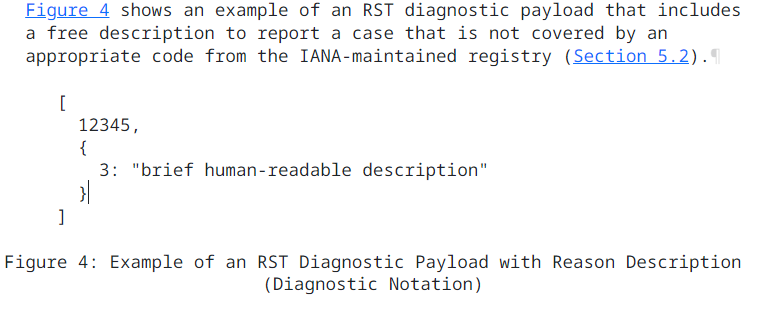 Figure 4 shows an example of an RST diagnostic payload that includes
a free description to report a case that is not covered by an
appropriate code from the IANA-maintained registry (Section 5.2).¶
[
12345,
{
3: "brief human-readable description"
}
]
Figure 4: Example of an RST Diagnostic Payload with Reason Description
(Diagnostic Notation)